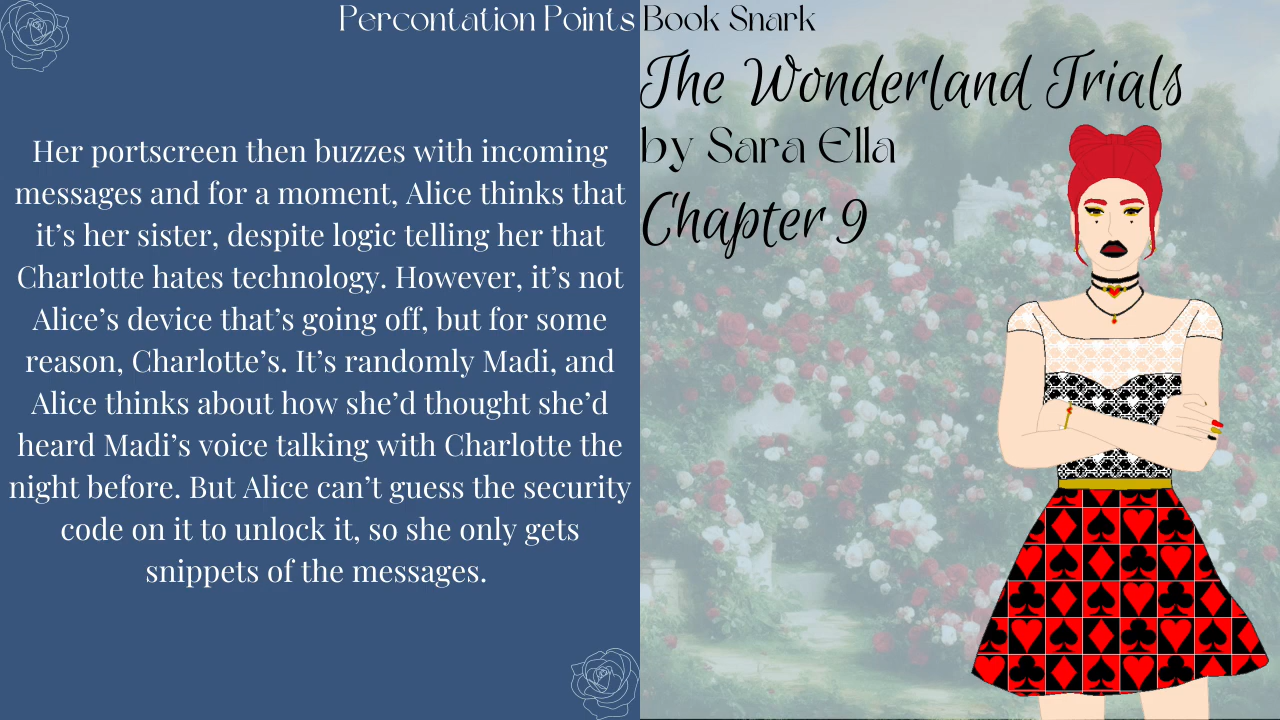 Percontation Points Book Snark
Her portscreen then buzzes with incoming
messages and for a moment, Alice thinks that
it's her sister, despite logic telling her that
Charlotte hates technology. However, it's not
Alice's device that's going off, but for some
reason, Charlotte's. It's randomly Madi, and
Alice thinks about how she'd thought she'd
heard Madi's voice talking with Charlotte the
night before. But Alice can't guess the security
code on it to unlock it, so she only gets
snippets of the messages.
The Wonderland Trials
by Sara Ella
Chapter 9